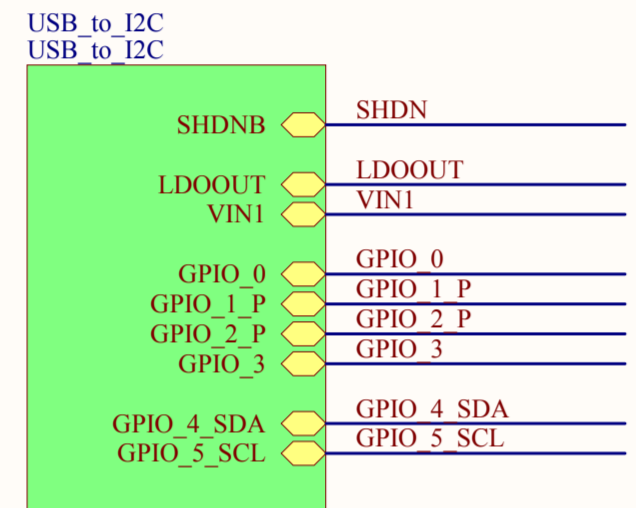 USB_to_I2C
USB_to_I2C
SHDNB SHDN
LDOOUT LDOOUT
VIN1 VIN1
GPIO_0 GPIO_0
GPIO_1_P GPIO_1_P
GPIO_2_P GPIO_2_P
GPIO_3 GPIO_3
GPIO_4_SDA GPIO_4_SDA
GPIO_5_SCL GPIO_5_SCL